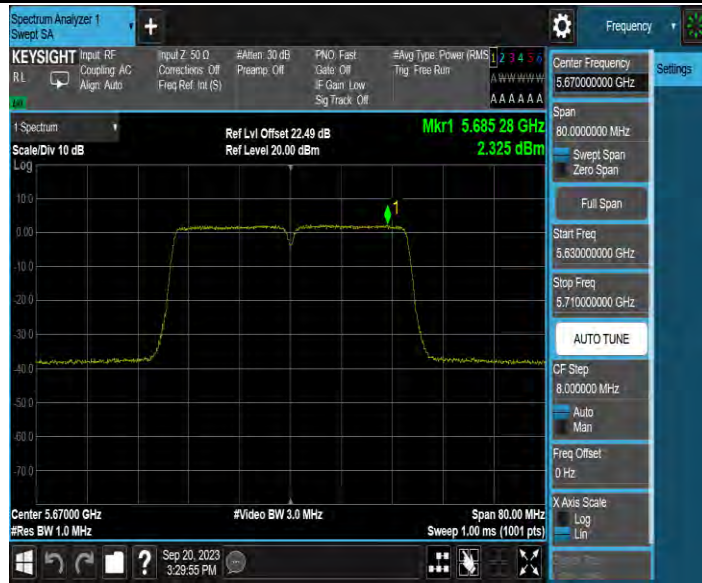 Spectrum Analyzer 1
Swept SA
Frequency
KEYSIGHT
RL
Input: RF
Coupling: AC
Align: Auto
Input Z: 50 Ω
Corrections: Off
Freq Ref: Int (S)
#Atten: 30 dB
Preamp: Off
PNO: Fast
Gate: Off
IF Gain: Low
Sig Track: Off
#Avg Type: Power (RMS
Trig: Free Run
1 2 3 4 5 6
A W W W W W
A A A A A A
1 Spectrum
Scale/Div 10 dB
Log
Ref Lvl Offset 22.49 dB
Ref Level 20.00 dBm
Mkr1 5.685 28 GHz
2.325 dBm
1
10.0
0.00
-10.0
-20.0
-30.0
-40.0
-50.0
-60.0
-70.0
Center 5.67000 GHz
#Res BW 1.0 MHz
#Video BW 3.0 MHz
Span 80.00 MHz
Sweep 1.00 ms (1001 pts)
Sep 20, 2023
3:29:55 PM
Center Frequency
5.670000000 GHz
Settings
Span
80.0000000 MHz
Swept Span
Zero Span
Full Span
Start Freq
5.630000000 GHz
Stop Freq
5.710000000 GHz
AUTO TUNE
CF Step
8.000000 MHz
Auto
Man
Freq Offset
0 Hz
X Axis Scale
Log
Lin